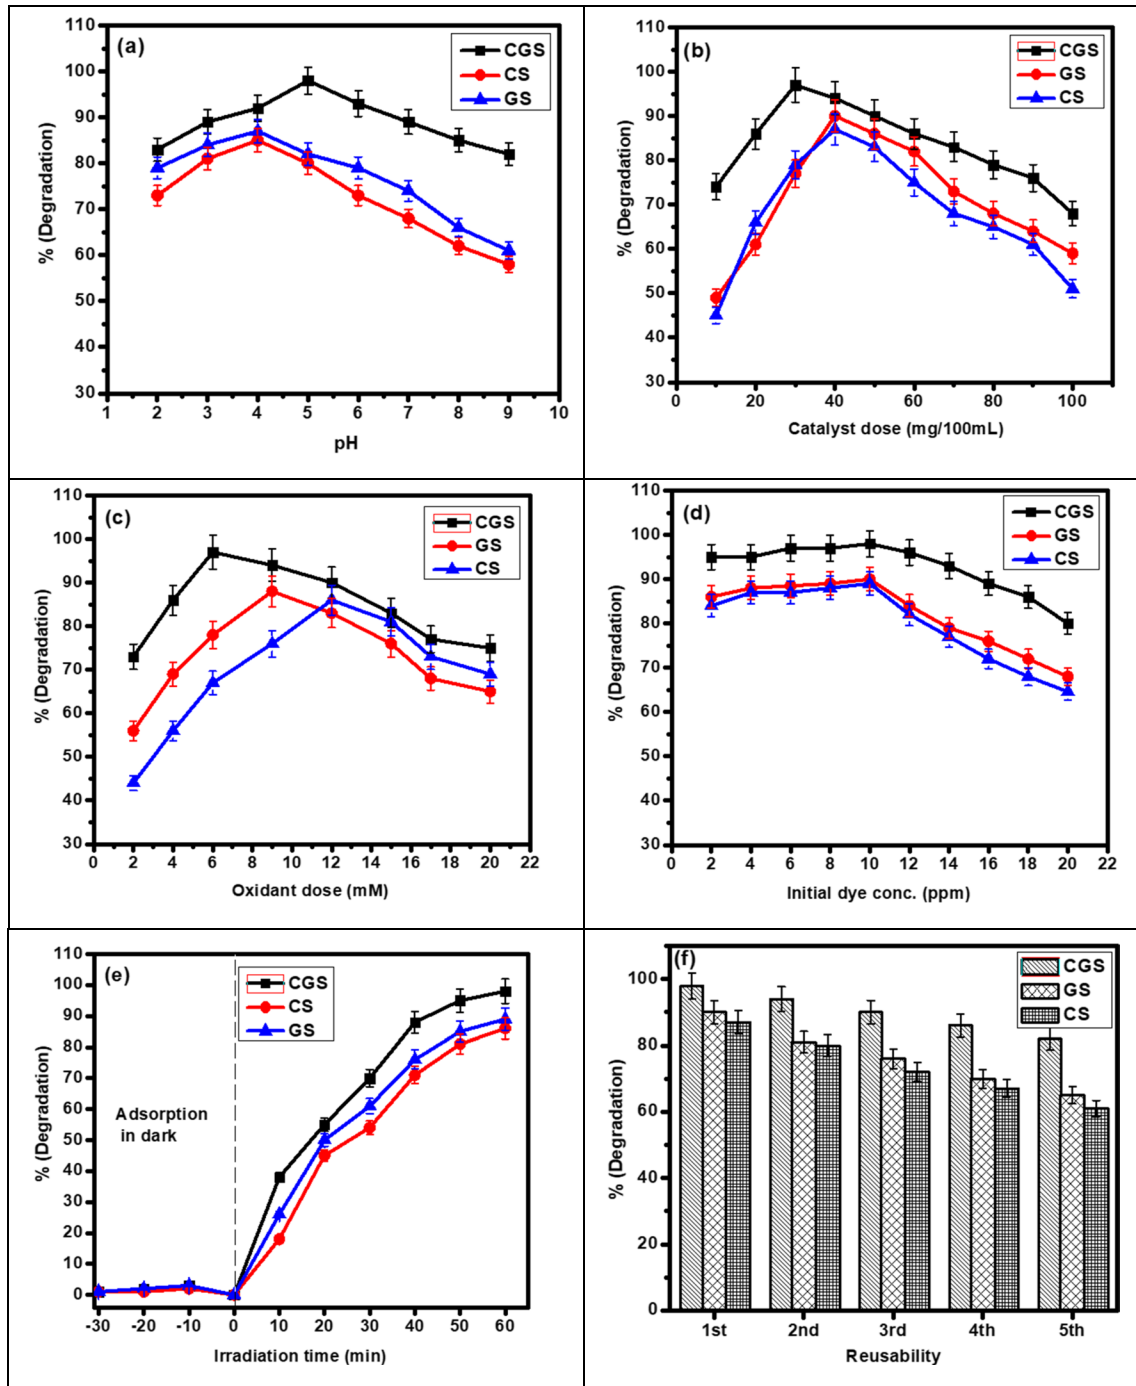 (a)
CGS
CS
GS
110
100
90
80
70
60
50
40
30
% (Degradation)
1 2 3 4 5 6 7 8 9 10
pH
(b)
CGS
GS
CS
110
100
90
80
70
60
50
40
30
% (Degradation)
0 20 40 60 80 100
Catalyst dose (mg/100mL)
(c)
CGS
GS
CS
110
100
90
80
70
60
50
40
30
% (Degradation)
0 2 4 6 8 10 12 14 16 18 20 22
Oxidant dose (mM)
(d)
CGS
GS
CS
110
100
90
80
70
60
50
40
30
% (Degradation)
0 2 4 6 8 10 12 14 16 18 20 22
Initial dye conc. (ppm)
(e)
CGS
CS
GS
110
100
90
80
70
60
50
40
30
20
10
0
% (Degradation)
Adsorption
in dark
-30 -20 -10 0 10 20 30 40 50 60
Irradiation time (min)
(f)
CGS
GS
CS
100
80
60
40
20
0
% (Degradation)
1st 2nd 3rd 4th 5th
Reusability